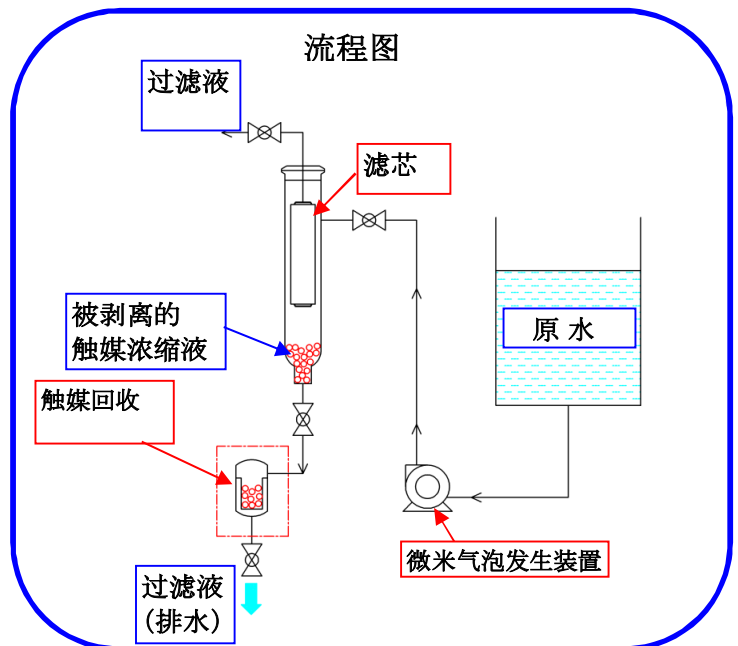 流程图
过滤液
滤芯
被剥离的
触媒浓缩液
原水
触媒回收
微米气泡发生装置
过滤液
(排水)